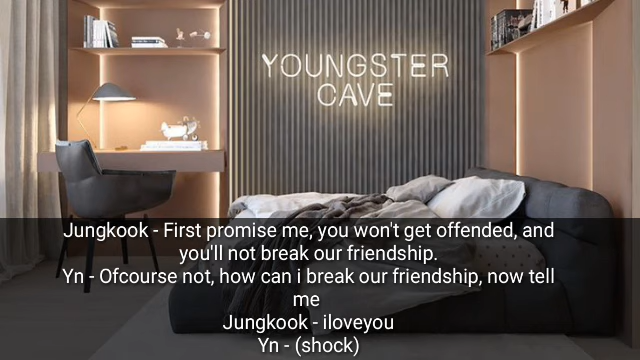 YOUNGSTER
CAVE
Jungkook - First promise me, you won't get offended, and
you'll not break our friendship.
Yn - Ofcourse not, how can i break our friendship, now tell
me
Jungkook - iloveyou
Yn - (shock)